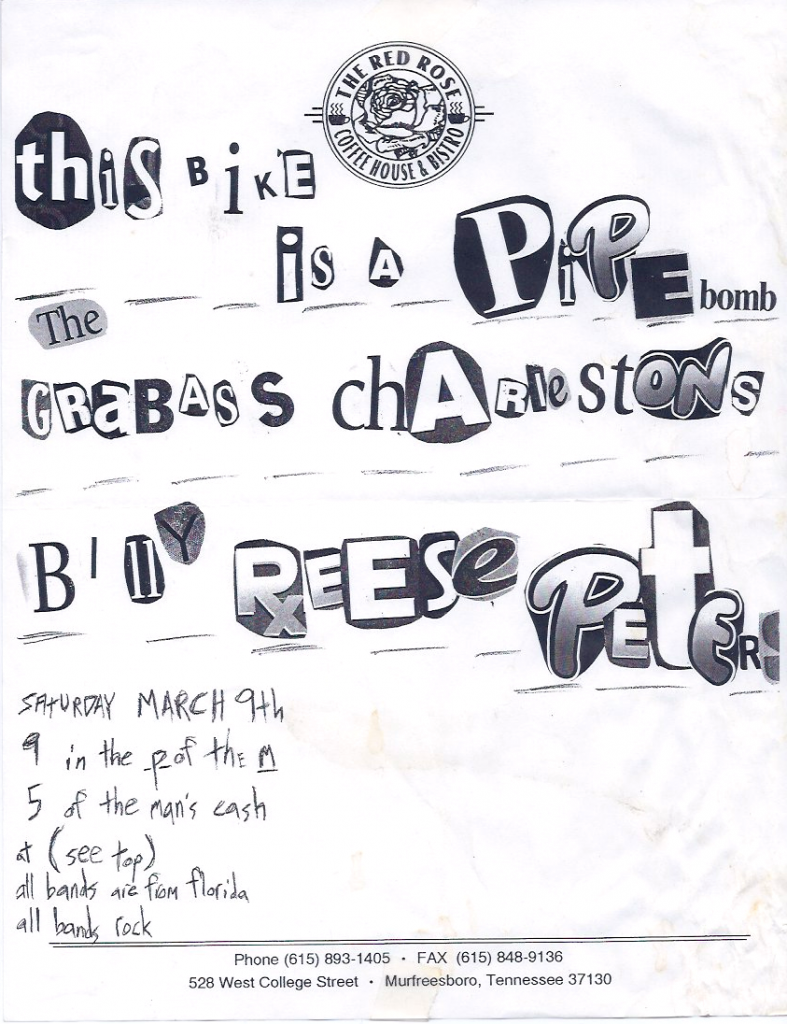 THE RED ROSE
COFFEE HOUSE & BISTRO
thiS BiKE
iS A PiPE bomb
The
GRaBASS chARlestONS
BillY REESe PeteRS
SATURDAY MARCH 9th
9 in the p of thE M
5 of the man's cash
at (see top)
all bands are from florida
all bands rock
Phone (615) 893-1405 • FAX (615) 848-9136
528 West College Street • Murfreesboro, Tennessee 37130